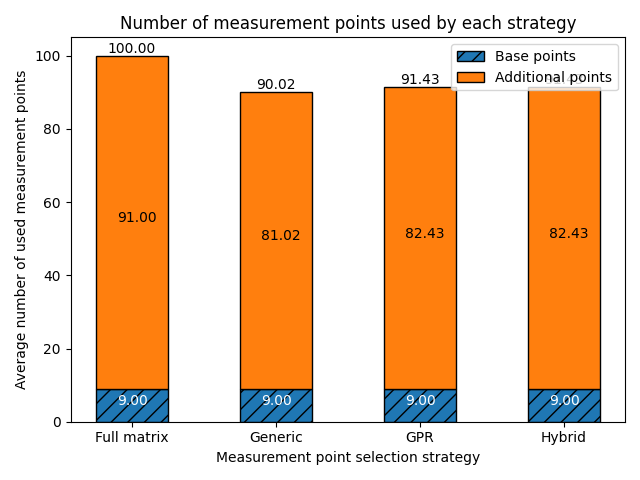 Number of measurement points used by each strategy
Base points
Additional points
100.00
90.02
91.43
91.00
81.02
82.43
82.43
9.00
9.00
9.00
9.00
100
80
60
40
20
0
Average number of used measurement points
Full matrix
Generic
GPR
Hybrid
Measurement point selection strategy